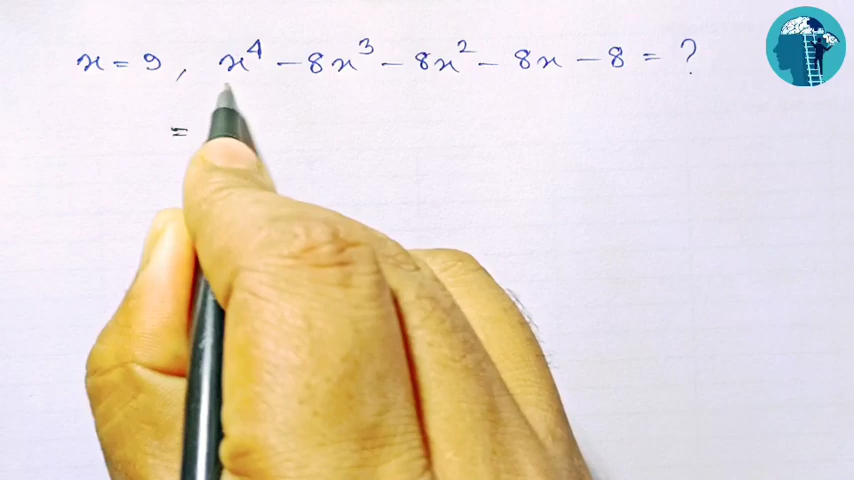 x = 9, x⁴ - 8x³ - 8x² - 8x - 8 = ?
=